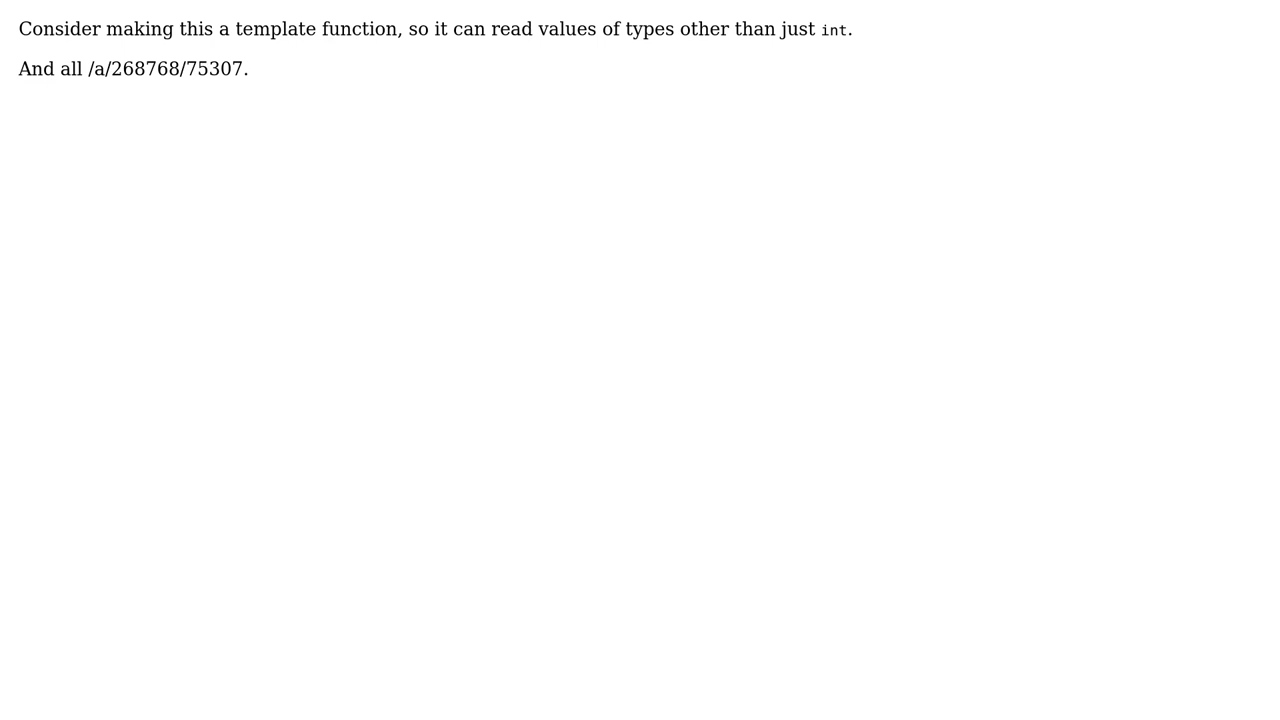 Consider making this a template function, so it can read values of types other than just int.
And all /a/268768/75307.